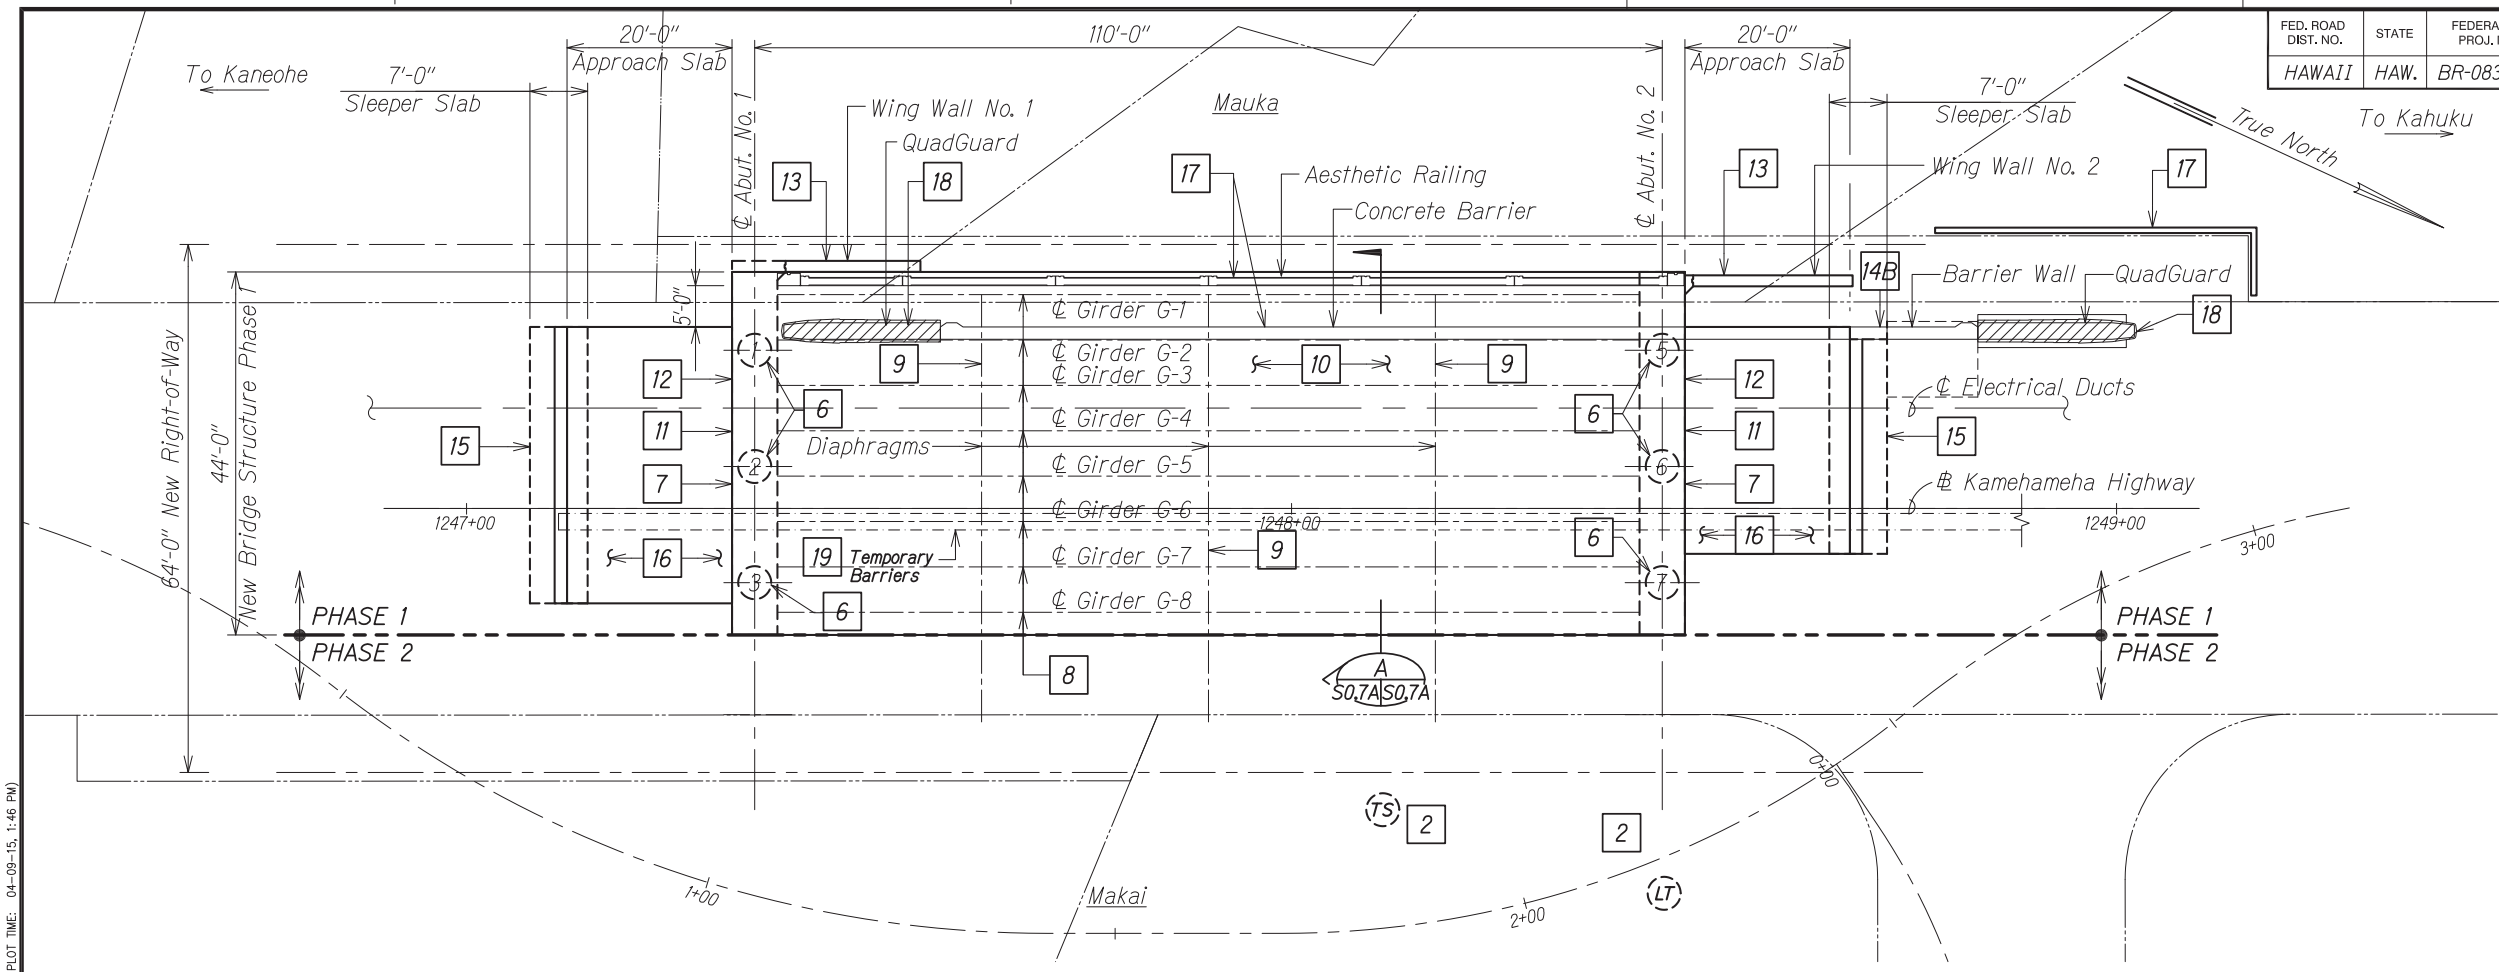 FED. ROAD DIST. NO.
STATE
HAWAII
HAW.
BR-083
20'-0"
Approach Slab
110'-0"
20'-0"
Approach Slab
To Kaneohe
7'-0"
Sleeper Slab
7'-0"
Sleeper Slab
To Kahuku
True North
Mauka
℄ Abut. No. 1
℄ Abut. No. 2
Wing Wall No. 1
QuadGuard
13
18
17
Aesthetic Railing
Concrete Barrier
13
Wing Wall No. 2
17
14B
Barrier Wall
QuadGuard
18
64'-0" New Right-of-Way
44'-0"
New Bridge Structure Phase 1
5'-0"
℄ Girder G-1
℄ Girder G-2
℄ Girder G-3
℄ Girder G-4
℄ Girder G-5
℄ Girder G-6
℄ Girder G-7
℄ Girder G-8
1
2
3
5
6
7
9
10
9
12
11
7
6
6
12
11
7
15
15
Diaphragms
℄ Electrical Ducts
B Kamehameha Highway
1247+00
1248+00
1249+00
16
19
Temporary
Barriers
9
6
16
6
3+00
PHASE 1
PHASE 2
PHASE 1
PHASE 2
8
A
S0.7A S0.7A
0+00
TS
2
2
LT
1+00
2+00
Makai
PLOT TIME: 04-09-15, 1:46 PM)